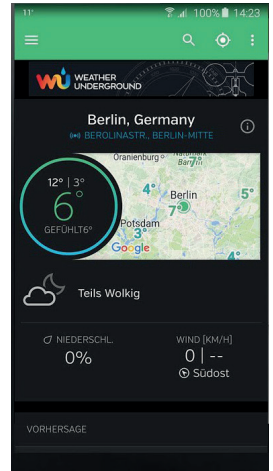 11°
100% 14:23
WEATHER
UNDERGROUND
Berlin, Germany
BEROLINASTR., BERLIN-MITTE
12° | 3°
6°
GEFÜHLT6°
Oranienburg
7°
4°
Berlin
5°
7°
Potsdam
3°
Google
4°
Teils Wolkig
NIEDERSCHL.
0%
WIND [KM/H]
0 | --
Südost
VORHERSAGE